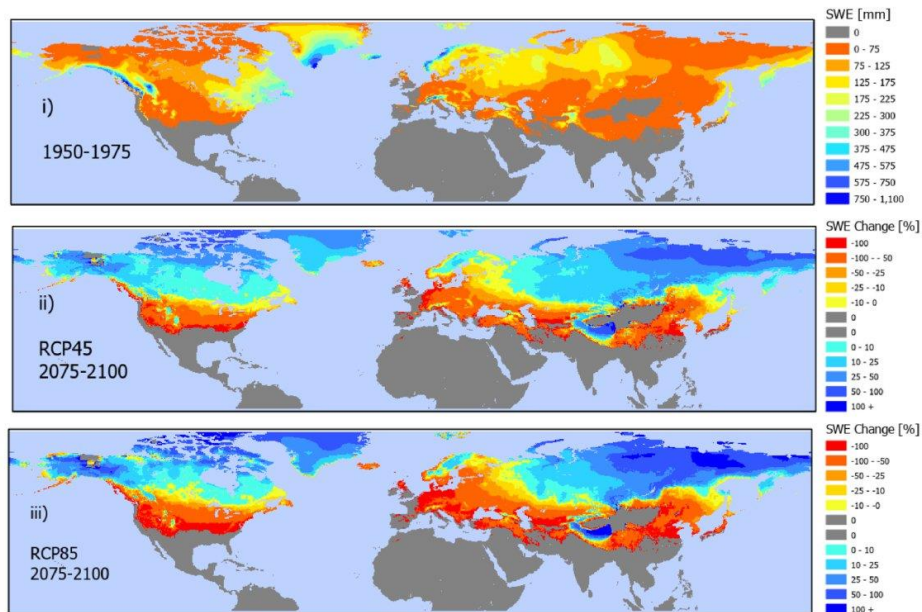 SWE [mm]
0
0 - 75
75 - 125
125 - 175
175 - 225
225 - 300
300 - 375
375 - 475
475 - 575
575 - 750
750 - 1,100
i)
1950-1975
SWE Change [%]
-100
-100 - -50
-50 - -25
-25 - -10
-10 - 0
0
0
0 - 10
10 - 25
25 - 50
50 - 100
100 +
ii)
RCP45
2075-2100
SWE Change [%]
-100
-100 - -50
-50 - -25
-25 - -10
-10 - 0
0
0
0 - 10
10 - 25
25 - 50
50 - 100
100 +
iii)
RCP85
2075-2100